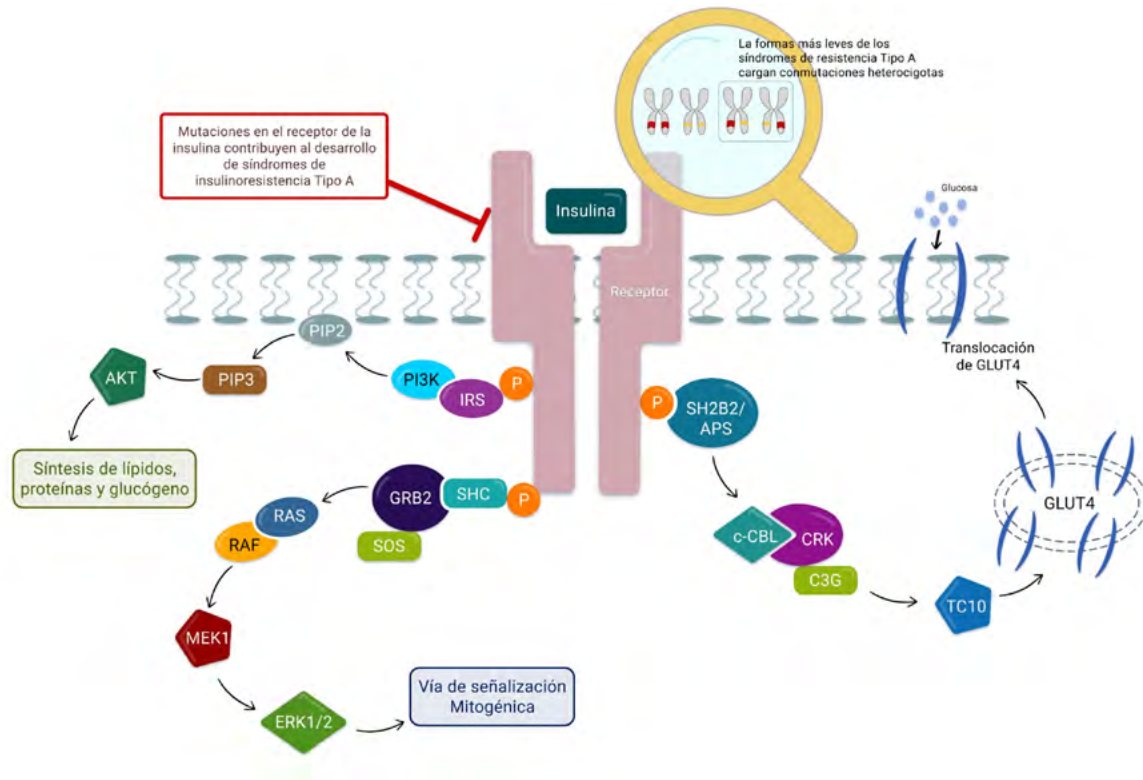 La formas más leves de los
síndromes de resistencia Tipo A
cargan conmutaciones heterocigotas
Mutaciones en el receptor de la
insulina contribuyen al desarrollo
de síndromes de
insulinoresistencia Tipo A
Insulina
Glucosa
Receptor
PIP2
Translocación
de GLUT4
AKT
PIP3
PI3K
IRS
P
P
SH2B2/
APS
Síntesis de lípidos,
proteínas y glucógeno
GRB2
SHC
P
GLUT4
RAS
RAF
SOS
c-CBL
CRK
C3G
TC10
MEK1
Vía de señalización
Mitogénica
ERK1/2